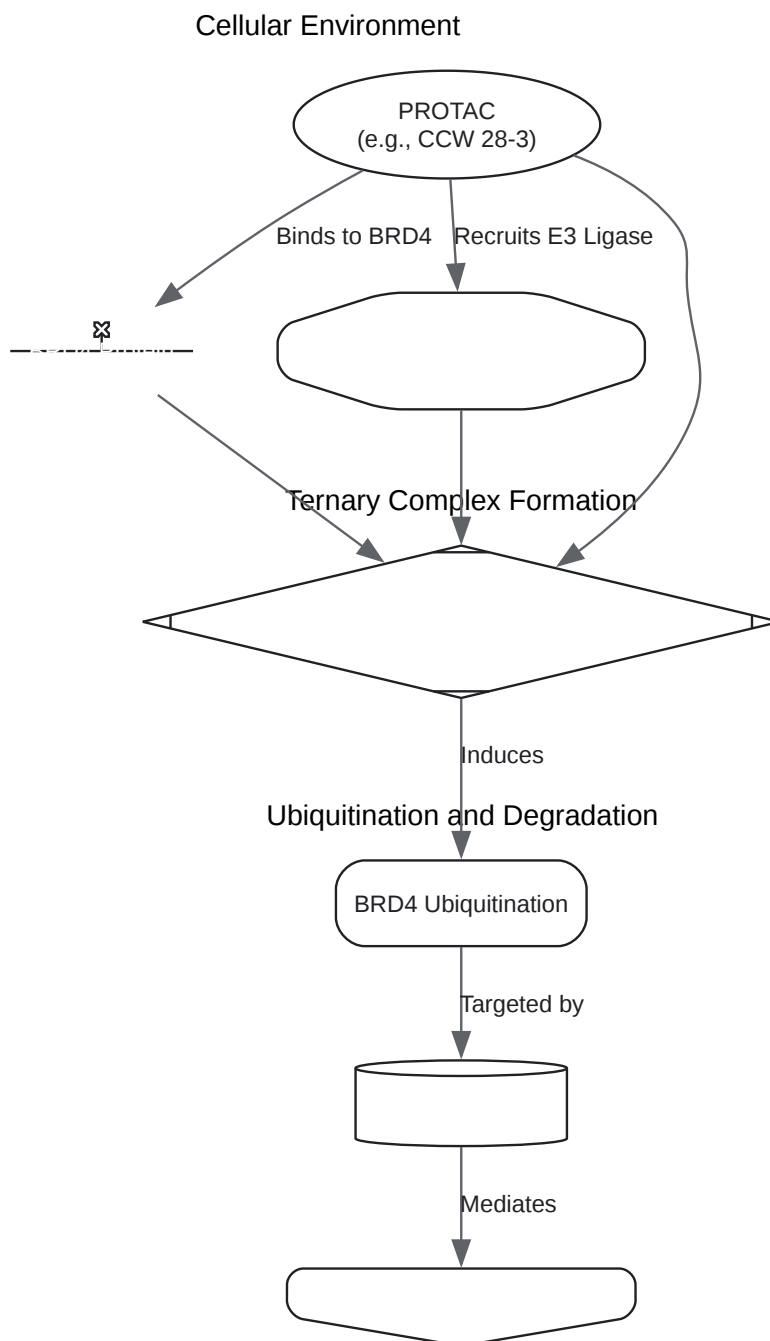 Cellular Environment
PROTAC
(e.g., CCW 28-3)
Binds to BRD4
Recruits E3 Ligase
Ternary Complex Formation
Induces
Ubiquitination and Degradation
BRD4 Ubiquitination
Targeted by
Mediates